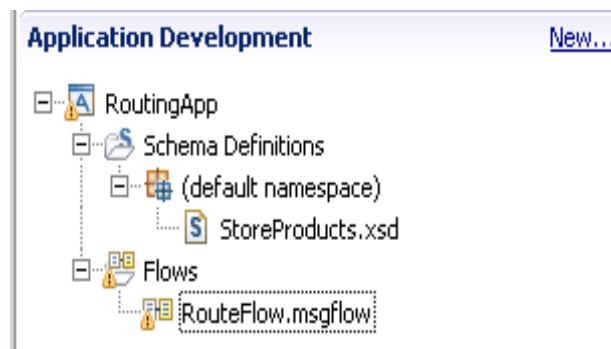 Application Development New...
RoutingApp
Schema Definitions
(default namespace)
StoreProducts.xsd
Flows
RouteFlow.msgflow